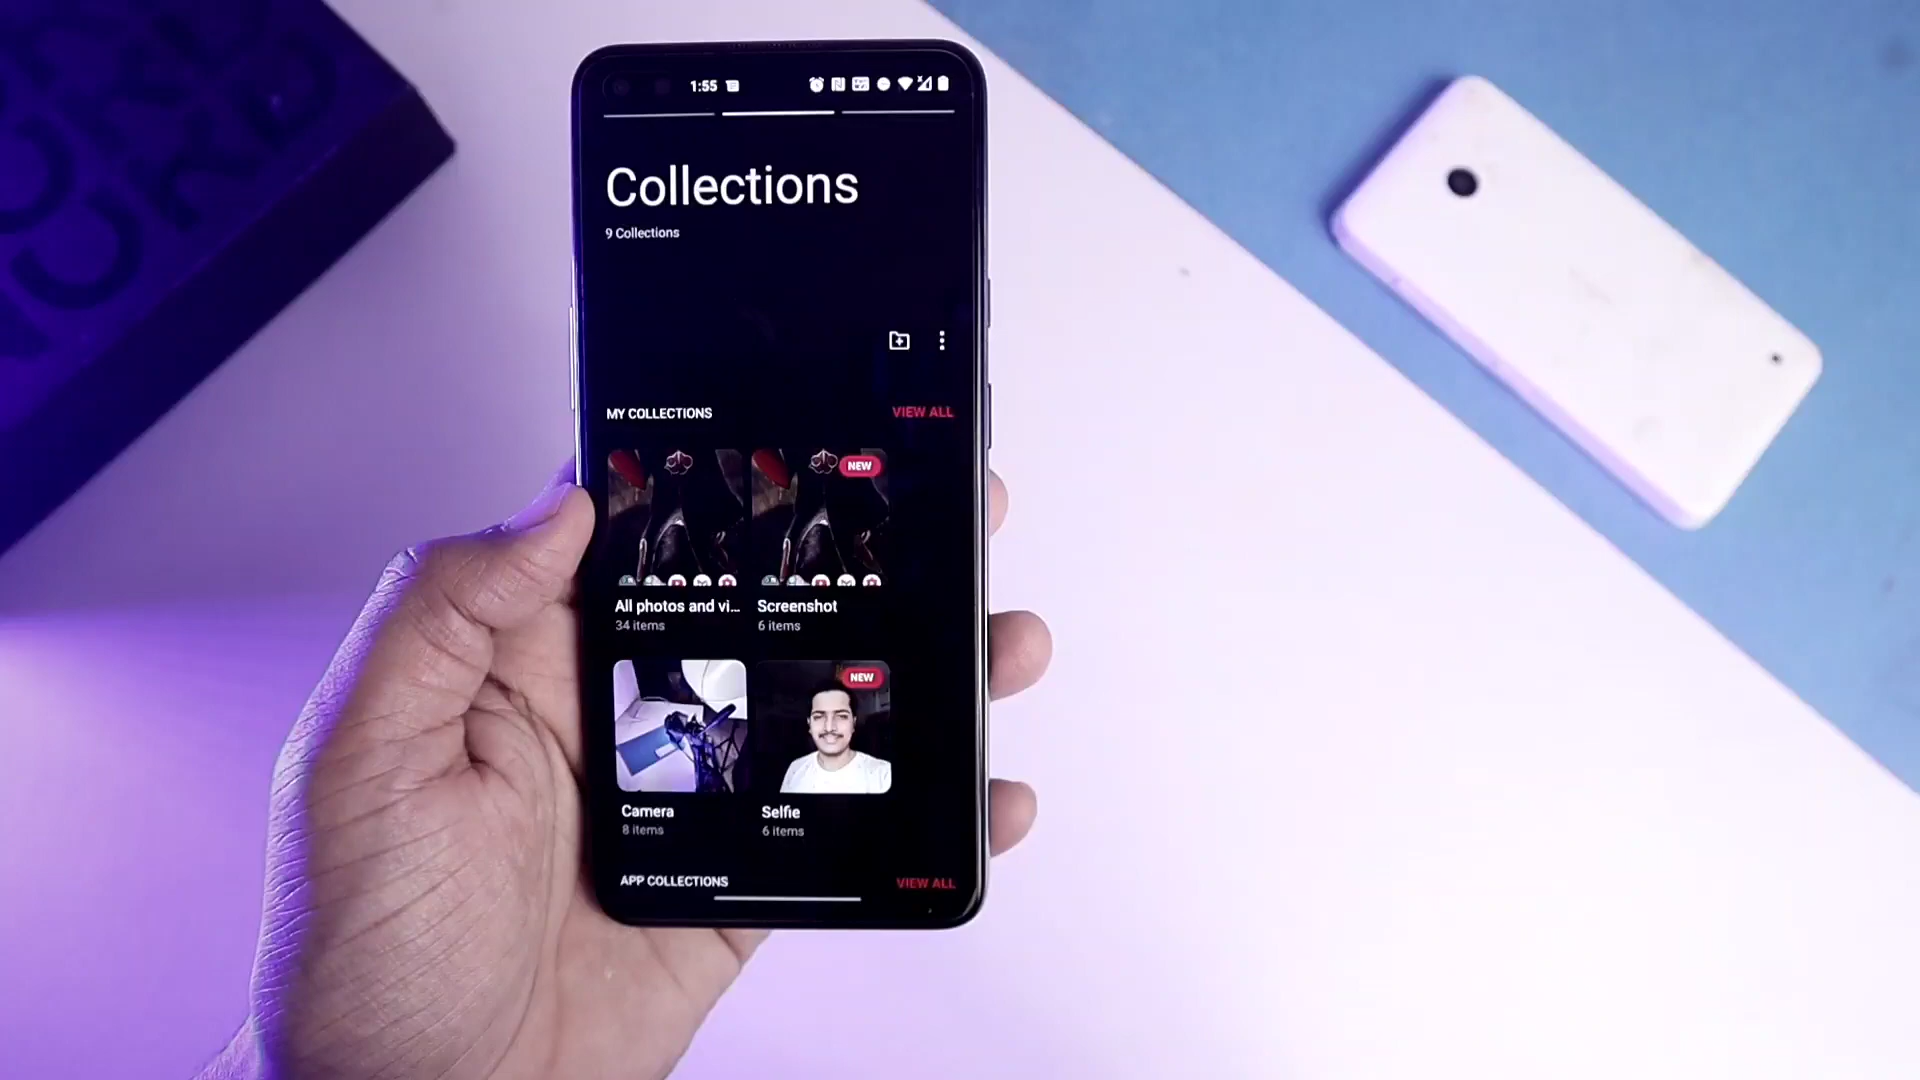 1:55
Collections
9 Collections
MY COLLECTIONS
VIEW ALL
NEW
All photos and vi...
Screenshot
34 items
6 items
NEW
Camera
Selfie
8 items
6 items
APP COLLECTIONS
VIEW ALL